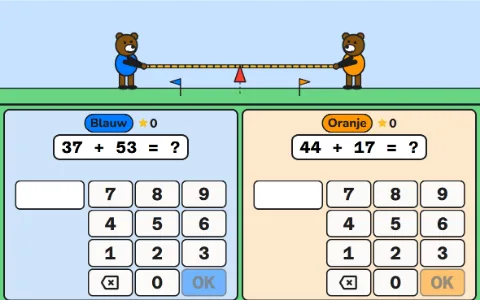 Blauw ⭐ 0
37 + 53 = ?
7 8 9
4 5 6
1 2 3
0 OK
Oranje ⭐ 0
44 + 17 = ?
7 8 9
4 5 6
1 2 3
0 OK